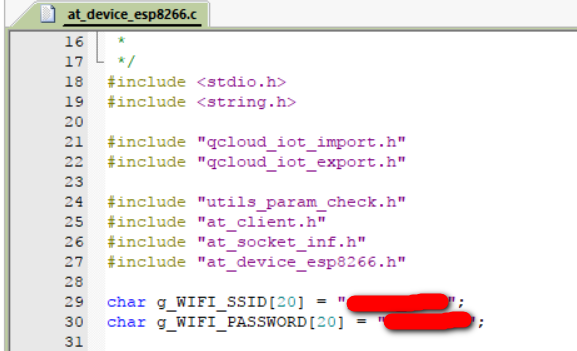 at_device_esp8266.c
16 *
17 */
18 #include <stdio.h>
19 #include <string.h>
20
21 #include "qcloud_iot_import.h"
22 #include "qcloud_iot_export.h"
23
24 #include "utils_param_check.h"
25 #include "at_client.h"
26 #include "at_socket_inf.h"
27 #include "at_device_esp8266.h"
28
29 char g_WIFI_SSID[20] = "";
30 char g_WIFI_PASSWORD[20] = "";
31